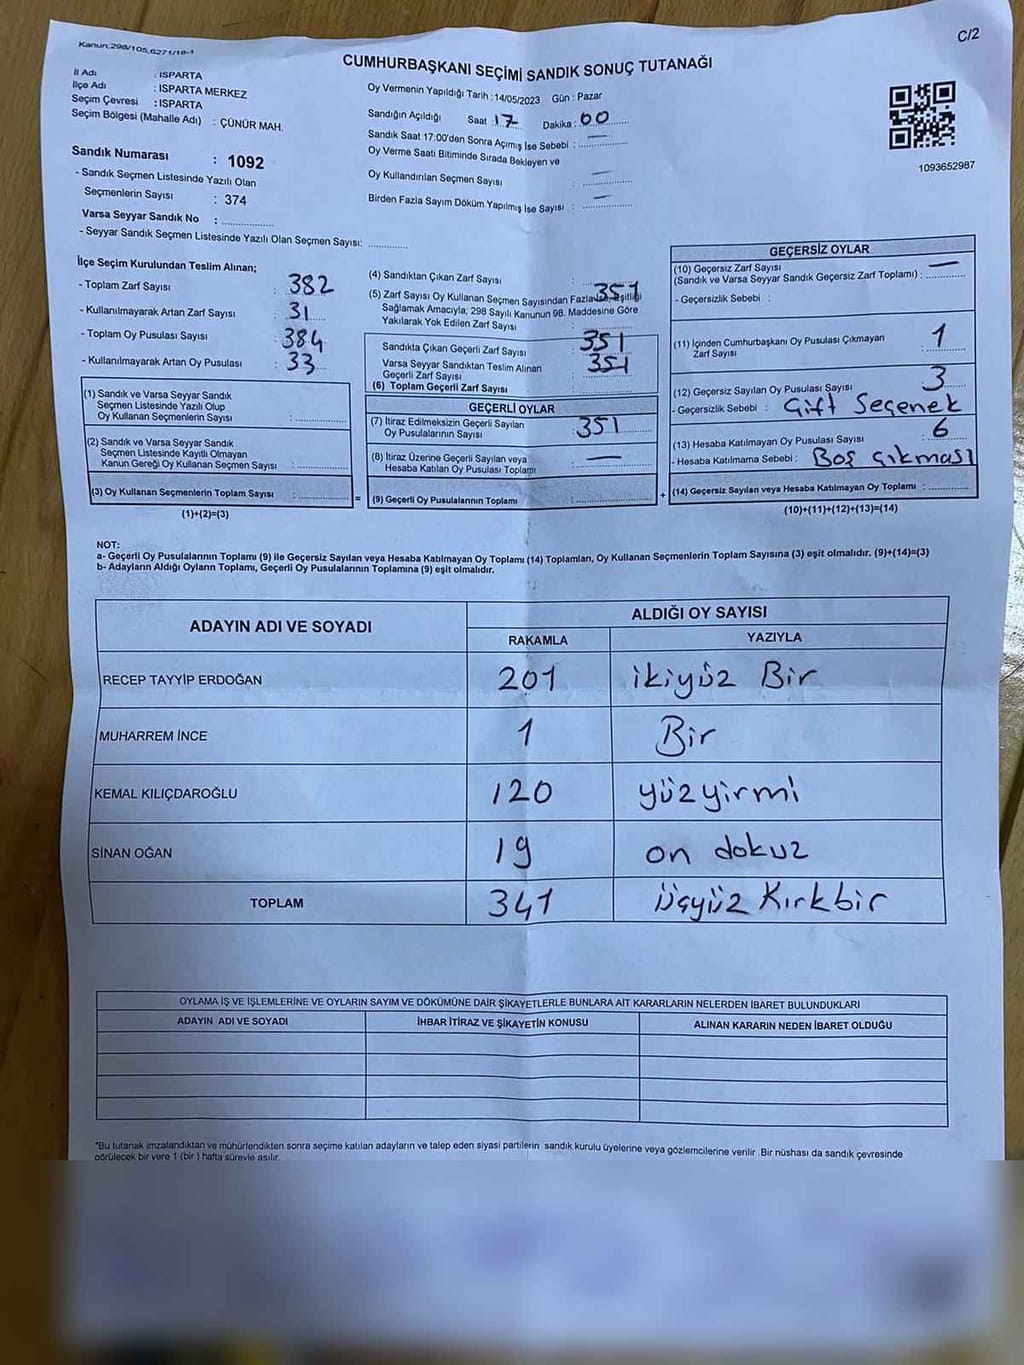 Kanun:298/105,6271/18-1
C/2
CUMHURBAŞKANI SEÇİMİ SANDIK SONUÇ TUTANAĞI
İl Adı : ISPARTA
İlçe Adı : ISPARTA MERKEZ
Seçim Çevresi : ISPARTA
Seçim Bölgesi (Mahalle Adı) : ÇÜNÜR MAH.
Sandık Numarası : 1092
- Sandık Seçmen Listesinde Yazılı Olan
Seçmenlerin Sayısı : 374
Varsa Seyyar Sandık No :
- Seyyar Sandık Seçmen Listesinde Yazılı Olan Seçmen Sayısı:
Oy Vermenin Yapıldığı Tarih : 14/05/2023 Gün : Pazar
Sandığın Açıldığı Saat : 17 Dakika : 00
Sandık Saat 17:00'den Sonra Açımış İse Sebebi : —
Oy Verme Saati Bitiminde Sırada Bekleyen ve
Oy Kullandırılan Seçmen Sayısı : —
Birden Fazla Sayım Döküm Yapılmış İse Sayısı : —
1093652987
İlçe Seçim Kurulundan Teslim Alınan;
- Toplam Zarf Sayısı : 382
- Kullanılmayarak Artan Zarf Sayısı : 31
- Toplam Oy Pusulası Sayısı : 384
- Kullanılmayarak Artan Oy Pusulası : 33
(1) Sandık ve Varsa Seyyar Sandık
Seçmen Listesinde Yazılı Olup
Oy Kullanan Seçmenlerin Sayısı :
(2) Sandık ve Varsa Seyyar Sandık
Seçmen Listesinde Kayıtlı Olmayan
Kanun Gereği Oy Kullanan Seçmen Sayısı :
(3) Oy Kullanan Seçmenlerin Toplam Sayısı :
(1)+(2)=(3)
(4) Sandıktan Çıkan Zarf Sayısı : 351
(5) Zarf Sayısı Oy Kullanan Seçmen Sayısından Fazla ise, Eşitliği
Sağlamak Amacıyla; 298 Sayılı Kanunun 98. Maddesine Göre
Yakılarak Yok Edilen Zarf Sayısı :
Sandıkta Çıkan Geçerli Zarf Sayısı : 351
Varsa Seyyar Sandıktan Teslim Alınan
Geçerli Zarf Sayısı : 351
(6) Toplam Geçerli Zarf Sayısı
GEÇERLİ OYLAR
(7) İtiraz Edilmeksizin Geçerli Sayılan
Oy Pusulalarının Sayısı : 351
(8) İtiraz Üzerine Geçerli Sayılan veya
Hesaba Katılan Oy Pusulası Toplamı : —
= (9) Geçerli Oy Pusulalarının Toplamı :
GEÇERSİZ OYLAR
(10) Geçersiz Zarf Sayısı —
(Sandık ve Varsa Seyyar Sandık Geçersiz Zarf Toplamı) :
- Geçersizlik Sebebi :
(11) İçinden Cumhurbaşkanı Oy Pusulası Çıkmayan
Zarf Sayısı 1
(12) Geçersiz Sayılan Oy Pusulası Sayısı 3
- Geçersizlik Sebebi : Çift Seçenek
(13) Hesaba Katılmayan Oy Pusulası Sayısı 6
- Hesaba Katılmama Sebebi : Boş çıkması
+ (14) Geçersiz Sayılan veya Hesaba Katılmayan Oy Toplamı :
(10)+(11)+(12)+(13)=(14)
NOT:
a- Geçerli Oy Pusulalarının Toplamı (9) ile Geçersiz Sayılan veya Hesaba Katılmayan Oy Toplamı (14) Toplamları, Oy Kullanan Seçmenlerin Toplam Sayısına (3) eşit olmalıdır. (9)+(14)=(3)
b- Adayların Aldığı Oyların Toplamı, Geçerli Oy Pusulalarının Toplamına (9) eşit olmalıdır.
ADAYIN ADI VE SOYADI
ALDIĞI OY SAYISI
RAKAMLA YAZIYLA
RECEP TAYYİP ERDOĞAN 201 ikiyüz Bir
MUHARREM İNCE 1 Bir
KEMAL KILIÇDAROĞLU 120 yüzyirmi
SİNAN OĞAN 19 on dokuz
TOPLAM 341 üçyüz Kırkbir
OYLAMA İŞ VE İŞLEMLERİNE VE OYLARIN SAYIM VE DÖKÜMÜNE DAİR ŞİKAYETLERLE BUNLARA AİT KARARLARIN NELERDEN İBARET BULUNDUKLARI
ADAYIN ADI VE SOYADI İHBAR İTİRAZ VE ŞİKAYETİN KONUSU ALINAN KARARIN NEDEN İBARET OLDUĞU
*Bu tutanak imzalandıktan ve mühürlendikten sonra seçime katılan adayların ve talep eden siyasi partilerin sandık kurulu üyelerine veya gözlemcilerine verilir .Bir nüshası da sandık çevresinde
görülecek bir yere 1 (bir ) hafta süreyle asılır.